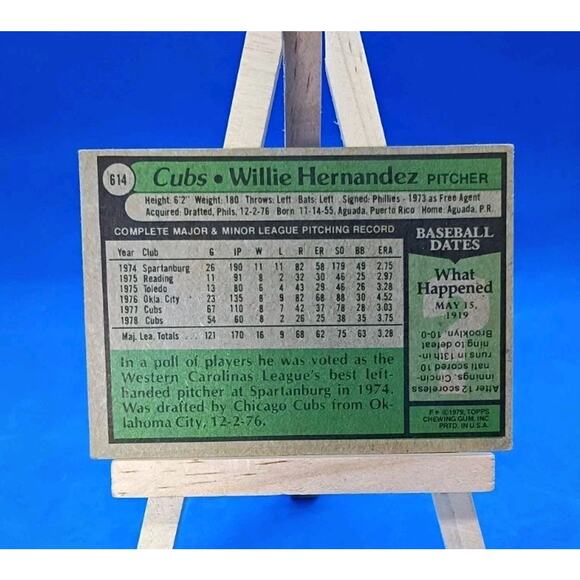 614 Cubs • Willie Hernandez PITCHER
Height: 6'2" Weight: 180 Throws: Left Bats: Left Signed: Phillies - 1973 as Free Agent
Acquired: Drafted, Phils, 12-2-76 Born: 11-14-55, Aguada, Puerto Rico Home: Aguada, P.R.
COMPLETE MAJOR & MINOR LEAGUE PITCHING RECORD
Year Club G IP W L R ER SO BB ERA
1974 Spartanburg 26 190 11 11 82 58 179 49 2.75
1975 Reading 91 8 2 32 30 46 25 2.97
1975 Toledo 13 80 6 4 43 29 46 26 3.28
1976 Okla. City 23 135 8 9 82 68 88 30 4.52
1977 Cubs 67 110 8 7 42 37 78 28 3.03
1978 Cubs 54 60 8 2 26 25 38 35 3.75
Maj. Lea. Totals . . . 121 170 16 9 68 62 75 63 3.28
In a poll of players he was voted as the
Western Carolinas League's best left-
handed pitcher at Spartanburg in 1974.
Was drafted by Chicago Cubs from Ok-
lahoma City, 12-2-76.
BASEBALL
DATES
What
Happened
MAY 15,
1919
After 12 scoreless
innings, Cincin-
nati scored 10
runs in 13th in-
ning to defeat
Brooklyn, 10-0.
F* ©1979, TOPPS
CHEWING GUM, INC
PRTD. IN U.S.A.